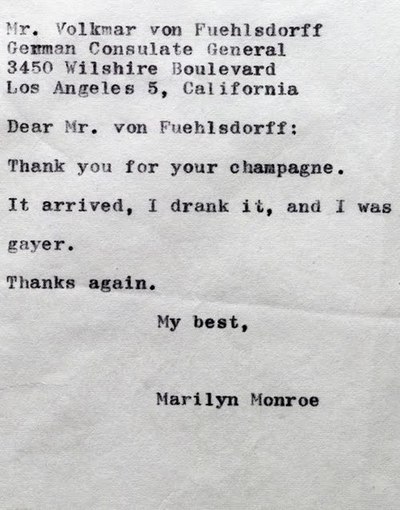 Mr. Volkmar von Fuehlsdorff
German Consulate General
3450 Wilshire Boulevard
Los Angeles 5, California
Dear Mr. von Fuehlsdorff:
Thank you for your champagne.
It arrived, I drank it, and I was
gayer.
Thanks again.
My best,
Marilyn Monroe